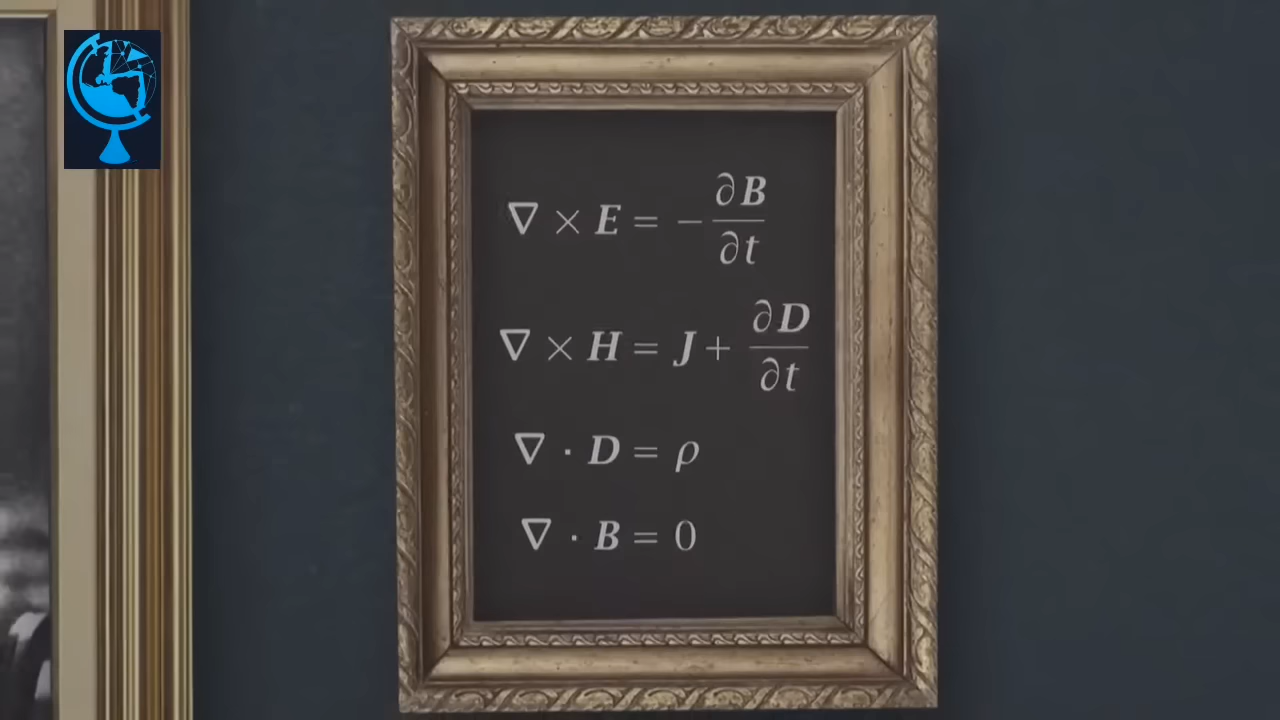 ∇ × E = − ∂B/∂t
∇ × H = J + ∂D/∂t
∇ · D = ρ
∇ · B = 0